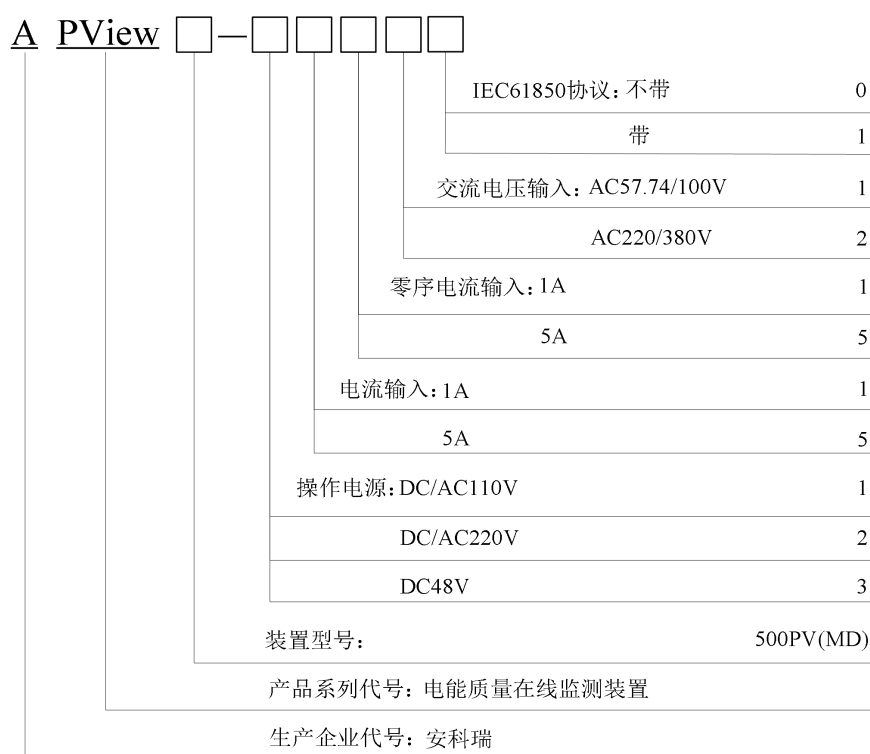 A PView □-□□□□□
IEC61850协议：不带 0
带 1
交流电压输入：AC57.74/100V 1
AC220/380V 2
零序电流输入：1A 1
5A 5
电流输入：1A 1
5A 5
操作电源：DC/AC110V 1
DC/AC220V 2
DC48V 3
装置型号： 500PV(MD)
产品系列代号：电能质量在线监测装置
生产企业代号：安科瑞